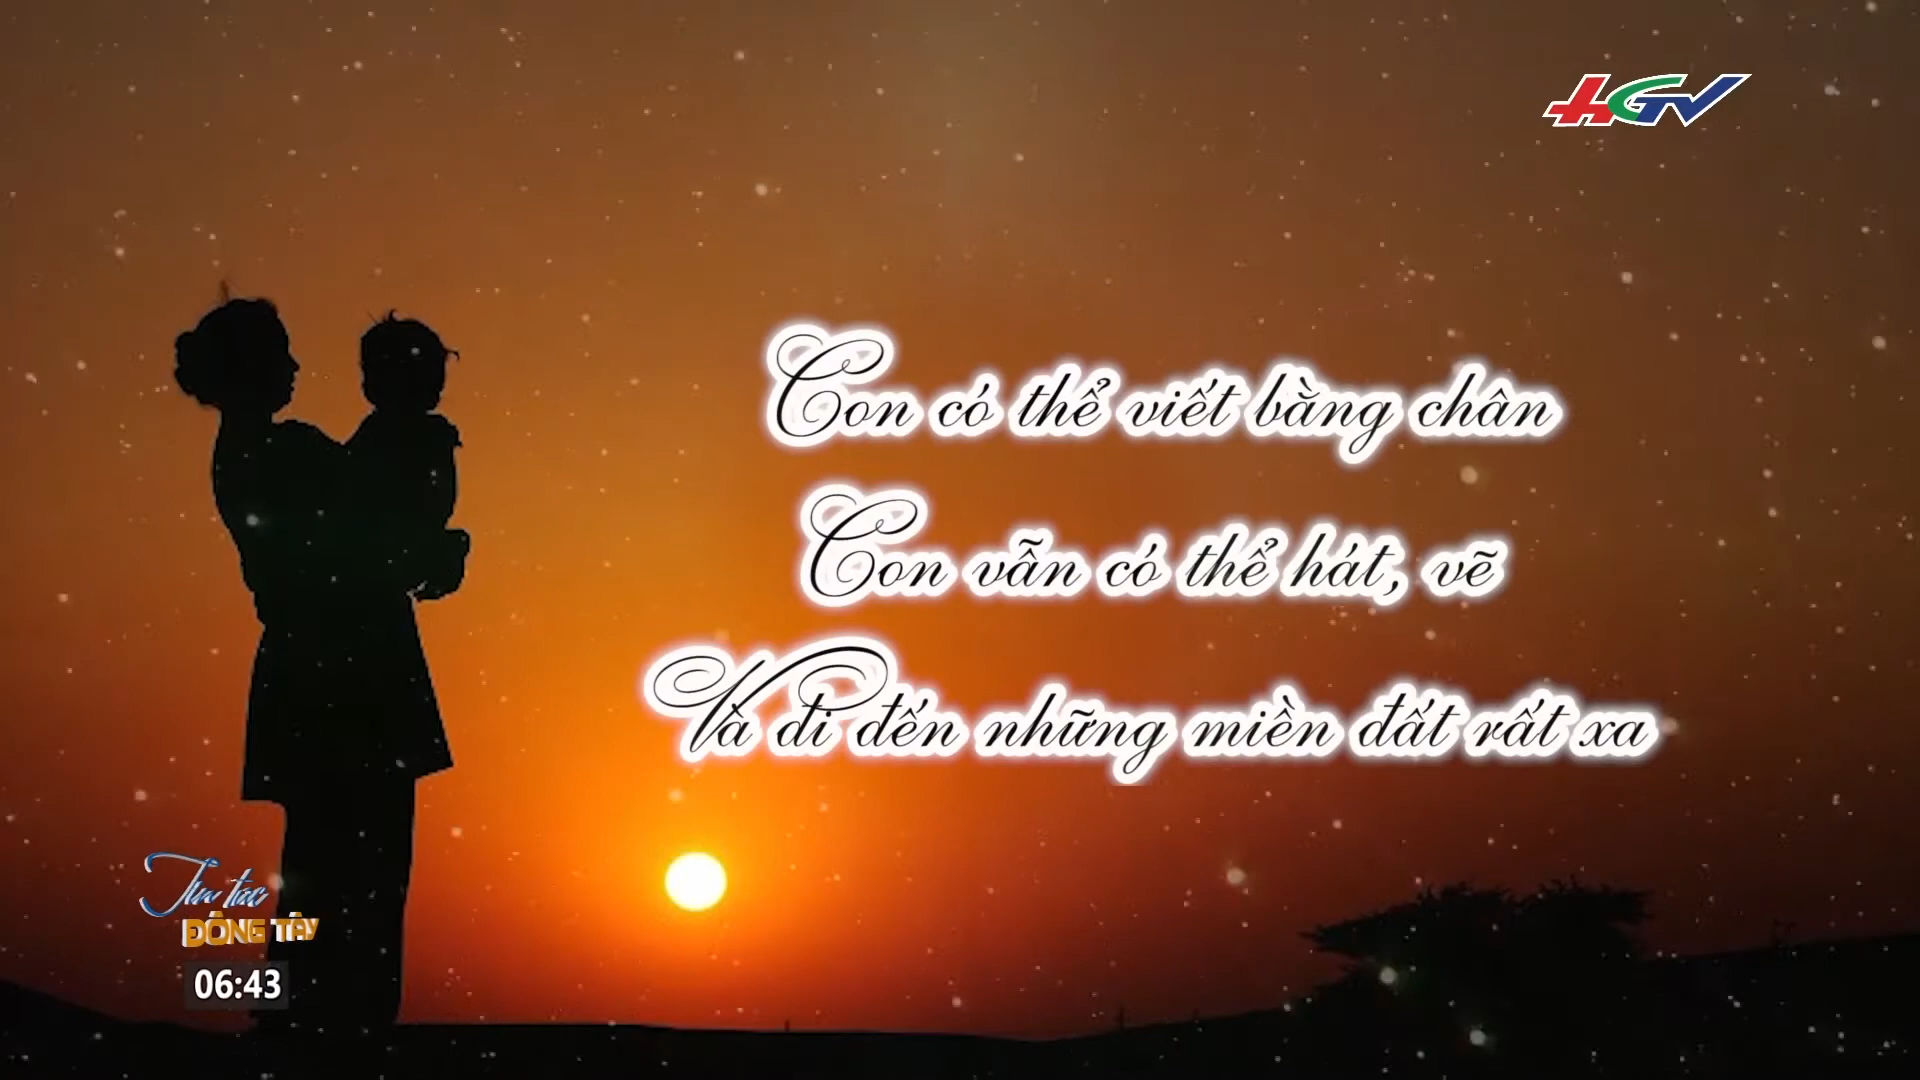 HGV
Con có thể viết bằng chân
Con vẫn có thể hát, vẽ
Và đi đến những miền đất rất xa
Tin tức
ĐÔNG TÂY
06:43